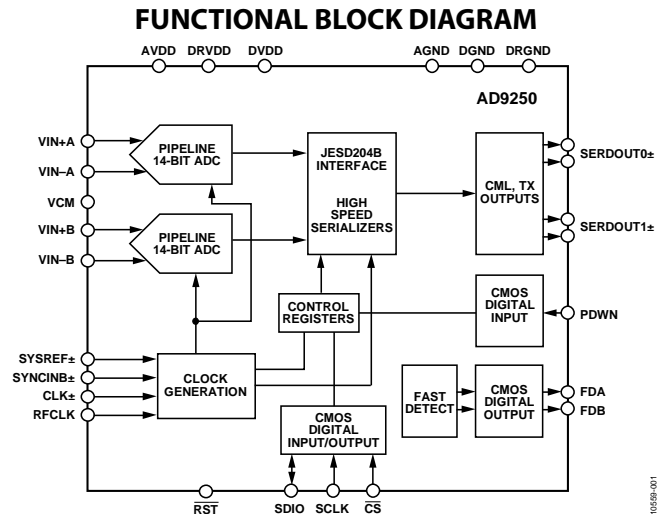 FUNCTIONAL BLOCK DIAGRAM
AVDD DRVDD DVDD AGND DGND DRGND
AD9250
VIN+A
VIN–A
VCM
VIN+B
VIN–B
PIPELINE
14-BIT ADC
PIPELINE
14-BIT ADC
JESD204B
INTERFACE
HIGH
SPEED
SERIALIZERS
CML, TX
OUTPUTS
SERDOUT0±
SERDOUT1±
CONTROL
REGISTERS
CMOS
DIGITAL
INPUT
PDWN
SYSREF±
SYNCINB±
CLK±
RFCLK
CLOCK
GENERATION
CMOS
DIGITAL
INPUT/OUTPUT
FAST
DETECT
CMOS
DIGITAL
OUTPUT
FDA
FDB
RST SDIO SCLK CS
10559-001